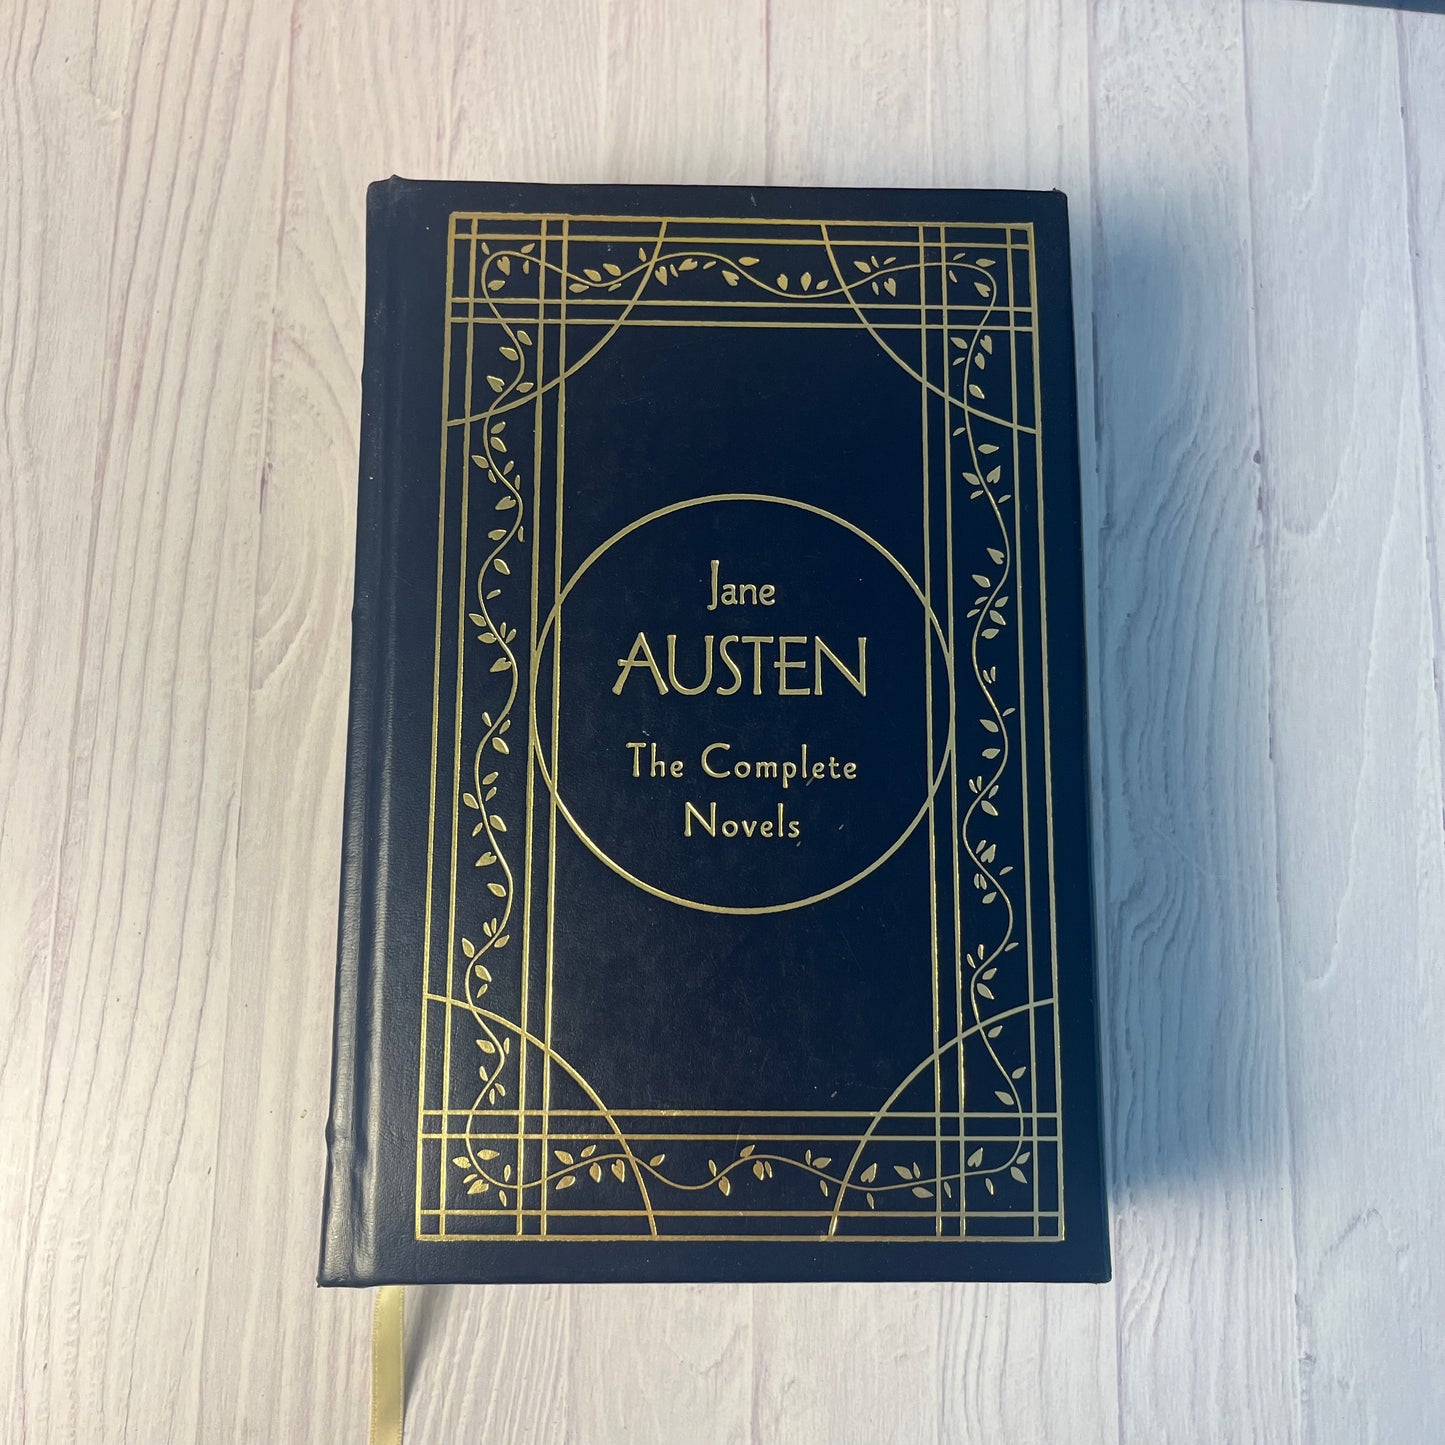 Jane
AUSTEN
The Complete
Novels